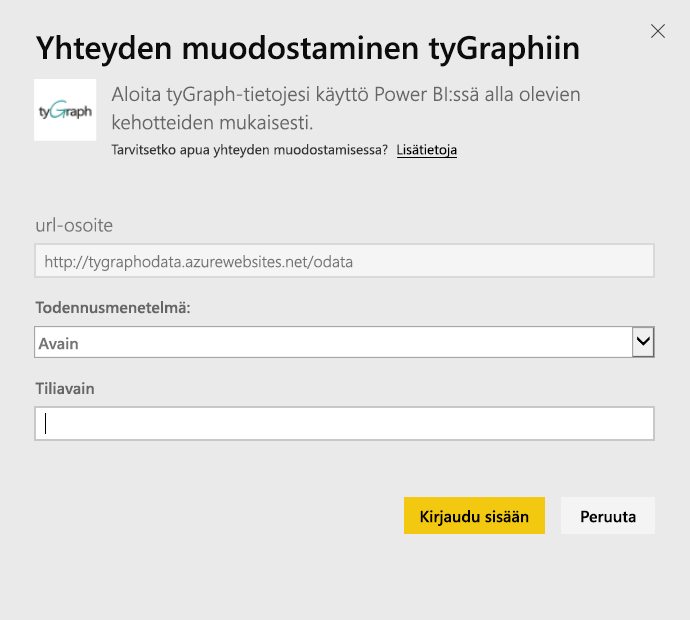 Yhteyden muodostaminen tyGraphiin
tyGraph
Aloita tyGraph-tietojesi käyttö Power BI:ssä alla olevien
kehotteiden mukaisesti.
Tarvitsetko apua yhteyden muodostamisessa? Lisätietoja
url-osoite
http://tygraphodata.azurewebsites.net/odata
Todennusmenetelmä:
Avain
Tiliavain
Kirjaudu sisään Peruuta